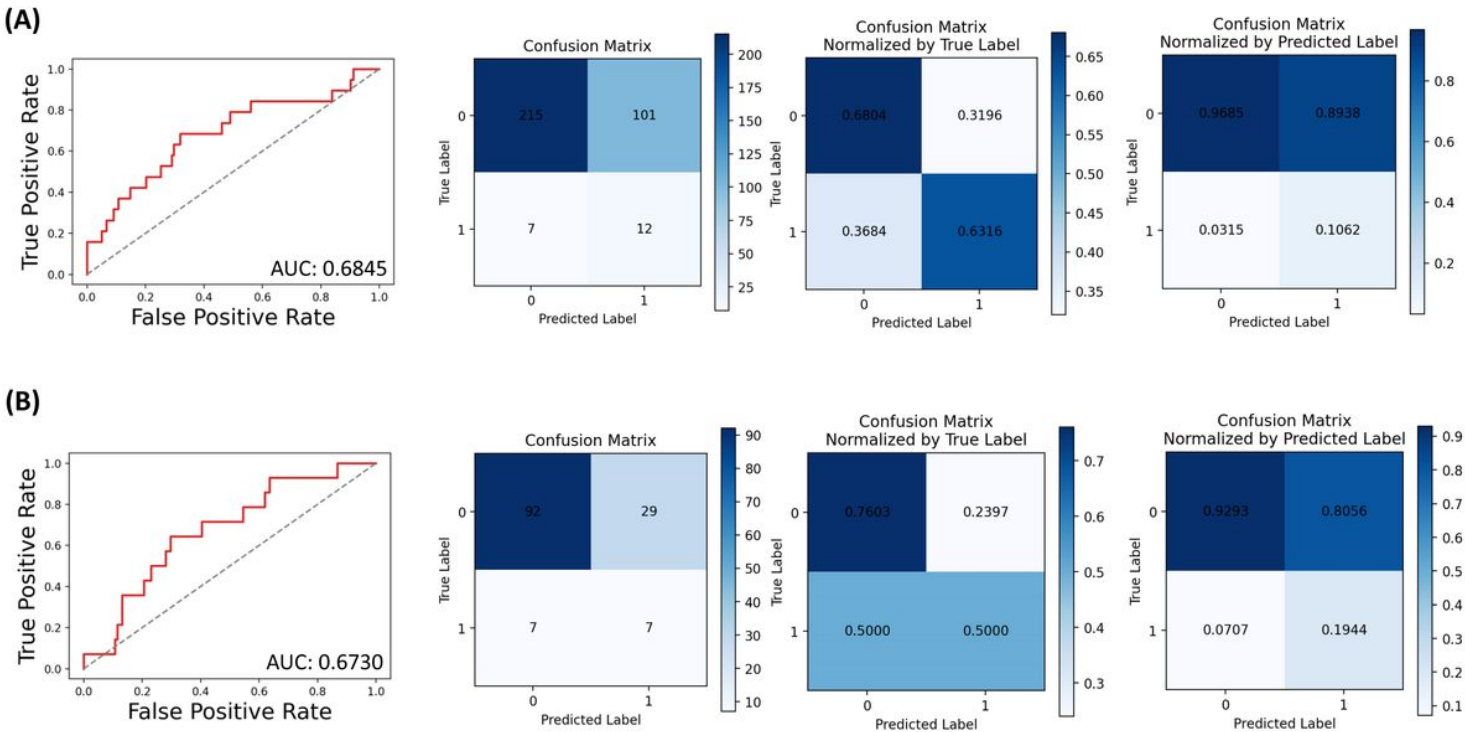 (A)
True Positive Rate
1.0
0.8
0.6
0.4
0.2
0.0
AUC: 0.6845
0.0 0.2 0.4 0.6 0.8 1.0
False Positive Rate
Confusion Matrix
True Label
0
1
215 101
7 12
0 1
Predicted Label
200
175
150
125
100
75
50
25
Confusion Matrix
Normalized by True Label
True Label
0
1
0.6804 0.3196
0.3684 0.6316
0 1
Predicted Label
0.65
0.60
0.55
0.50
0.45
0.40
0.35
Confusion Matrix
Normalized by Predicted Label
True Label
0
1
0.9685 0.8938
0.0315 0.1062
0 1
Predicted Label
0.8
0.6
0.4
0.2
(B)
True Positive Rate
1.0
0.8
0.6
0.4
0.2
0.0
AUC: 0.6730
0.0 0.2 0.4 0.6 0.8 1.0
False Positive Rate
Confusion Matrix
True Label
0
1
92 29
7 7
0 1
Predicted Label
90
80
70
60
50
40
30
20
10
Confusion Matrix
Normalized by True Label
True Label
0
1
0.7603 0.2397
0.5000 0.5000
0 1
Predicted Label
0.7
0.6
0.5
0.4
0.3
Confusion Matrix
Normalized by Predicted Label
True Label
0
1
0.9293 0.8056
0.0707 0.1944
0 1
Predicted Label
0.9
0.8
0.7
0.6
0.5
0.4
0.3
0.2
0.1